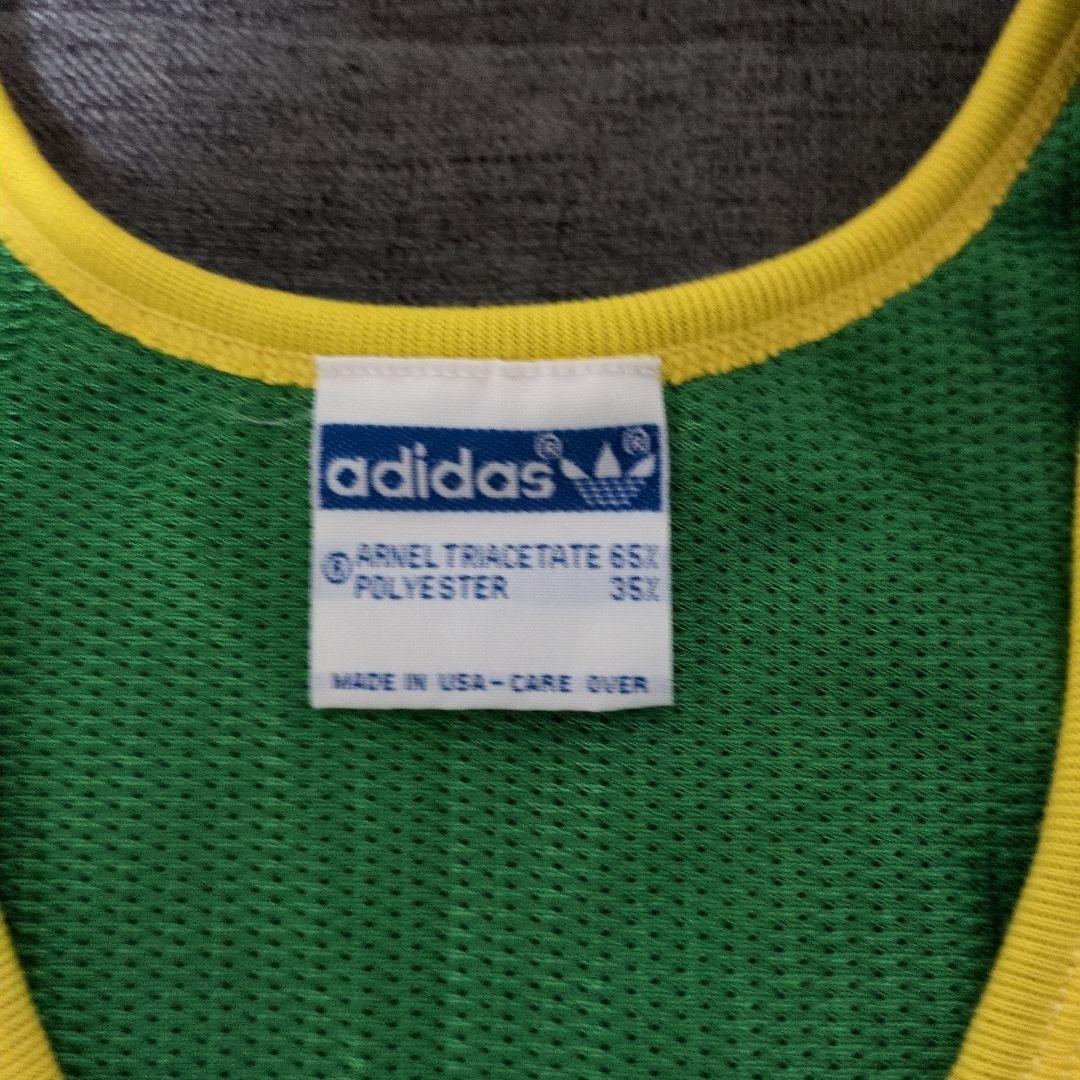 adidas®®
® ARNEL TRIACETATE 65%
POLYESTER 35%
MADE IN USA-CARE OVER